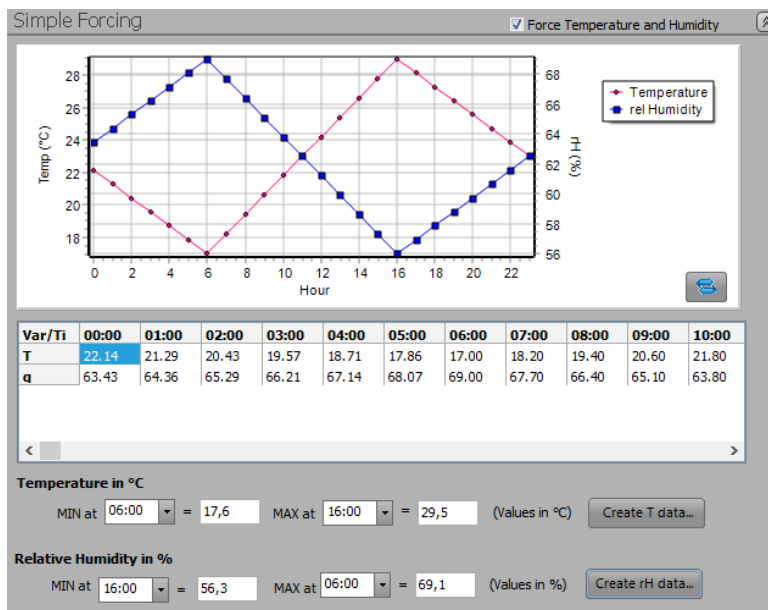 Simple Forcing
Force Temperature and Humidity
28 26 24 22 20 18
Temp (°C)
68 66 64 62 60 58 56
rH (%)
Temperature
rel Humidity
0 2 4 6 8 10 12 14 16 18 20 22
Hour
Var/Ti 00:00 01:00 02:00 03:00 04:00 05:00 06:00 07:00 08:00 09:00 10:00
T 22.14 21.29 20.43 19.57 18.71 17.86 17.00 18.20 19.40 20.60 21.80
q 63.43 64.36 65.29 66.21 67.14 68.07 69.00 67.70 66.40 65.10 63.80
Temperature in °C
MIN at 06:00 = 17,6 MAX at 16:00 = 29,5 (Values in °C) Create T data...
Relative Humidity in %
MIN at 16:00 = 56,3 MAX at 06:00 = 69,1 (Values in %) Create rH data...